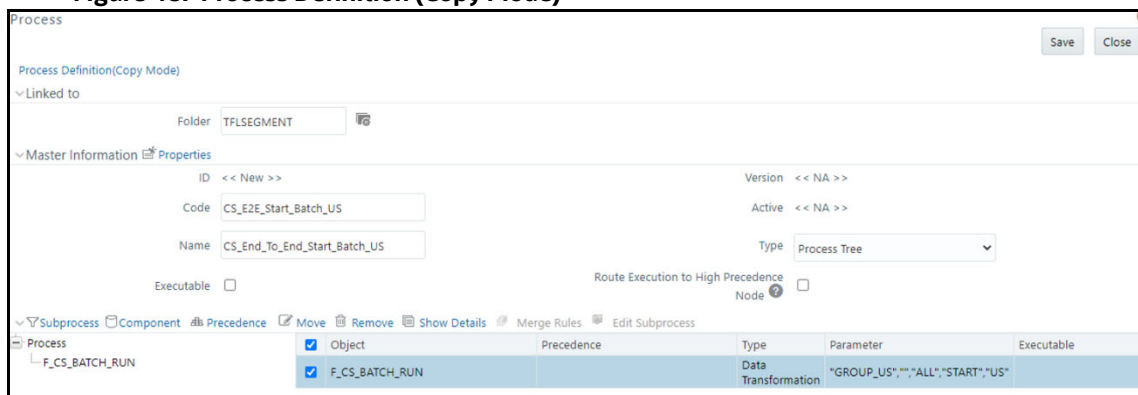 Process
Save Close
Process Definition(Copy Mode)
Linked to
Folder TFLSEGMENT
Master Information Properties
ID << New >> Version << NA >>
Code CS_E2E_Start_Batch_US Active << NA >>
Name CS_End_To_End_Start_Batch_US Type Process Tree
Executable Route Execution to High Precedence
Node ?
Subprocess Component Precedence Move Remove Show Details Merge Rules Edit Subprocess
Process Object Precedence Type Parameter Executable
F_CS_BATCH_RUN F_CS_BATCH_RUN Data
Transformation "GROUP_US","","ALL","START","US"